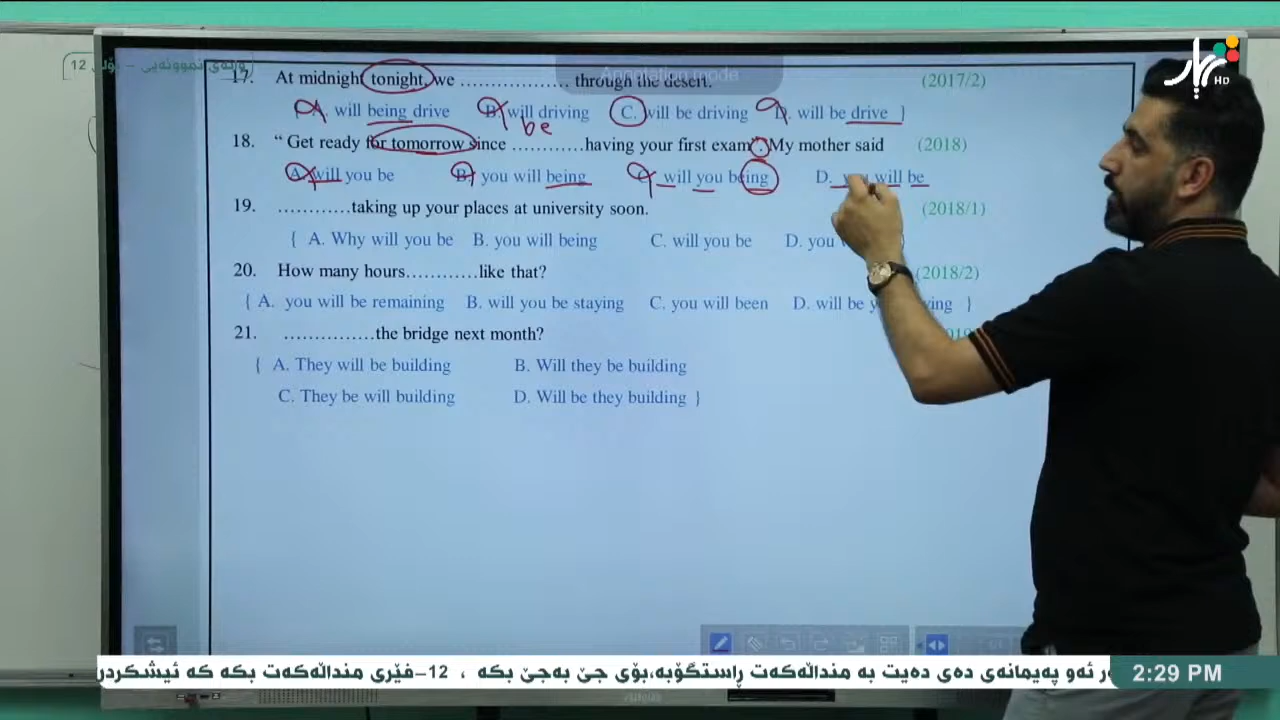 Annotation mode
17. At midnight tonight, we ................... through the desert. (2017/2)
A. will being drive B. will driving C. will be driving D. will be drive ]
be
18. " Get ready for tomorrow since ............having your first exam". My mother said (2018)
A. will you be B. you will being C. will you being D. you will be
19. ............taking up your places at university soon. (2018/1)
{ A. Why will you be B. you will being C. will you be D. you
20. How many hours............like that? (2018/2)
{ A. you will be remaining B. will you be staying C. you will been D. will be
21. ...............the bridge next month?
{ A. They will be building B. Will they be building
C. They be will building D. Will be they building }
HD
ئەو پەیمانەی دەی دەیت بە منداڵەکەت ڕاستگۆبە،بۆی جێ بەجێ بکە ، 12-فێری منداڵەکەت بکە کە ئیشکردن
2:29 PM